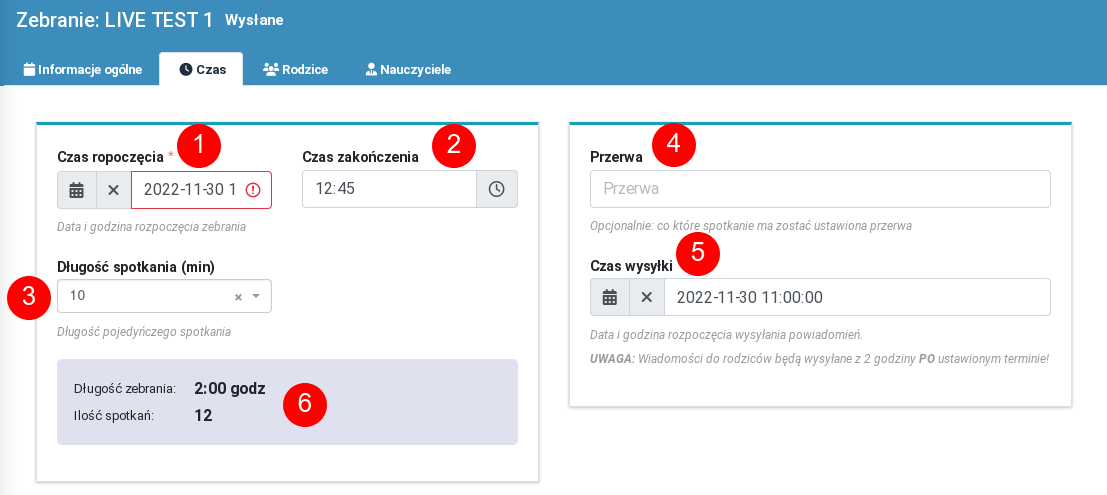 Zebranie: LIVE TEST 1 Wysłane
Informacje ogólne Czas Rodzice Nauczyciele
1
Czas ropoczęcia *
2022-11-30 1
Data i godzina rozpoczęcia zebrania
2
Czas zakończenia
12:45
3
Długość spotkania (min)
10 × 
Długość pojedyńczego spotkania
Długość zebrania: 2:00 godz
Ilość spotkań: 12
6
4
Przerwa
Przerwa
Opcjonalnie: co które spotkanie ma zostać ustawiona przerwa
5
Czas wysyłki
2022-11-30 11:00:00
Data i godzina rozpoczęcia wysyłania powiadomień.
UWAGA: Wiadomości do rodziców będą wysyłane z 2 godziny PO ustawionym terminie!